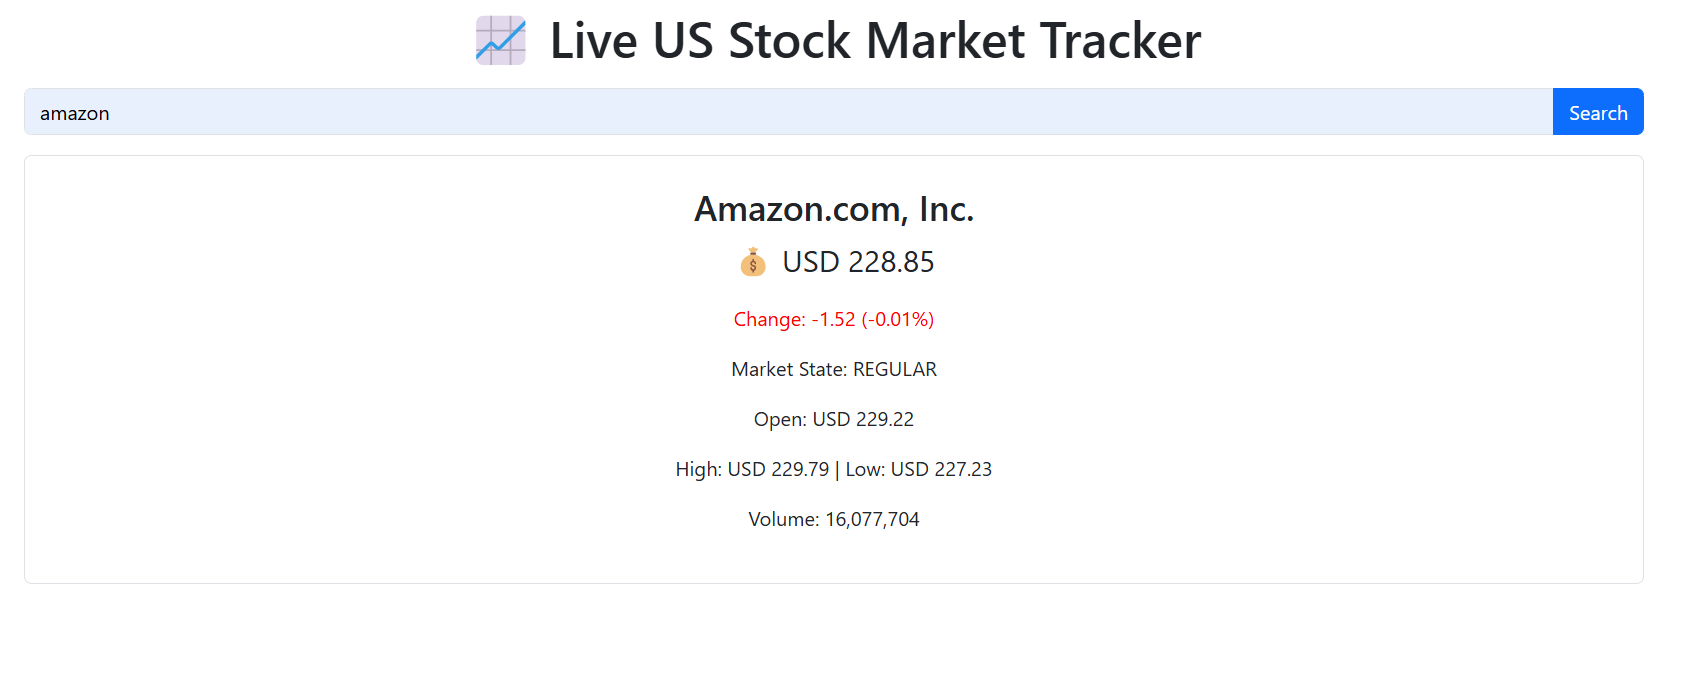 Live US Stock Market Tracker
amazon
Search
Amazon.com, Inc.
USD 228.85
Change: -1.52 (-0.01%)
Market State: REGULAR
Open: USD 229.22
High: USD 229.79 | Low: USD 227.23
Volume: 16,077,704